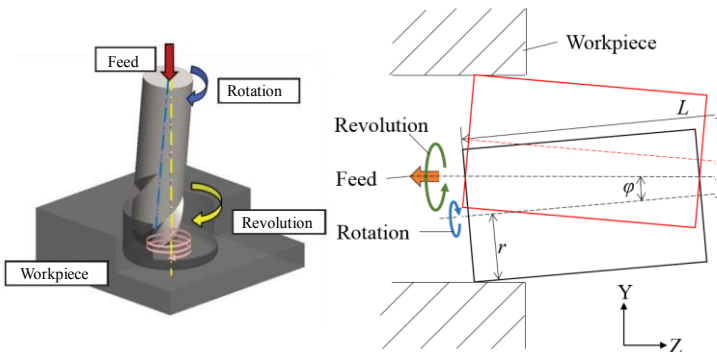 Feed
Rotation
Revolution
Workpiece
Workpiece
L
Revolution
Feed
φ
Rotation
r
Y
Z